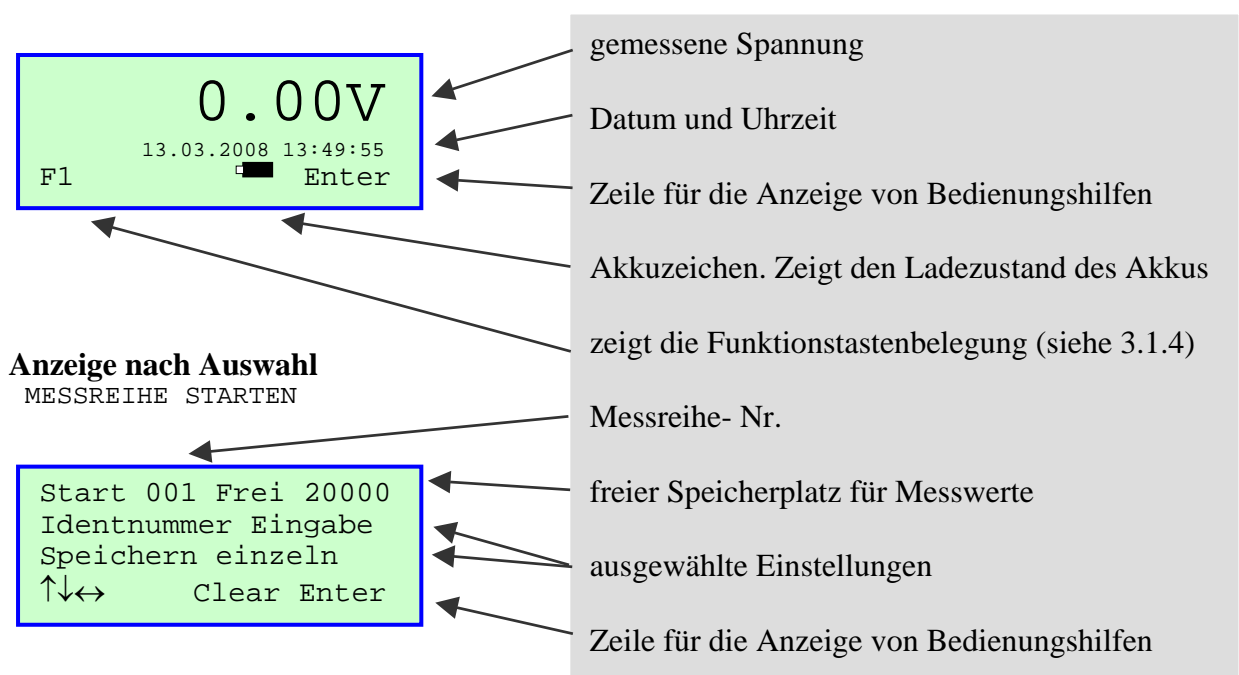 gemessene Spannung
0.00V
Datum und Uhrzeit
13.03.2008 13:49:55
F1 Enter
Zeile für die Anzeige von Bedienungshilfen
Akkuzeichen. Zeigt den Ladezustand des Akkus
zeigt die Funktionstastenbelegung (siehe 3.1.4)
Anzeige nach Auswahl
MESSREIHE STARTEN
Messreihe- Nr.
Start 001 Frei 20000
freier Speicherplatz für Messwerte
Identnummer Eingabe
Speichern einzeln
ausgewählte Einstellungen
↑↓↔ Clear Enter
Zeile für die Anzeige von Bedienungshilfen